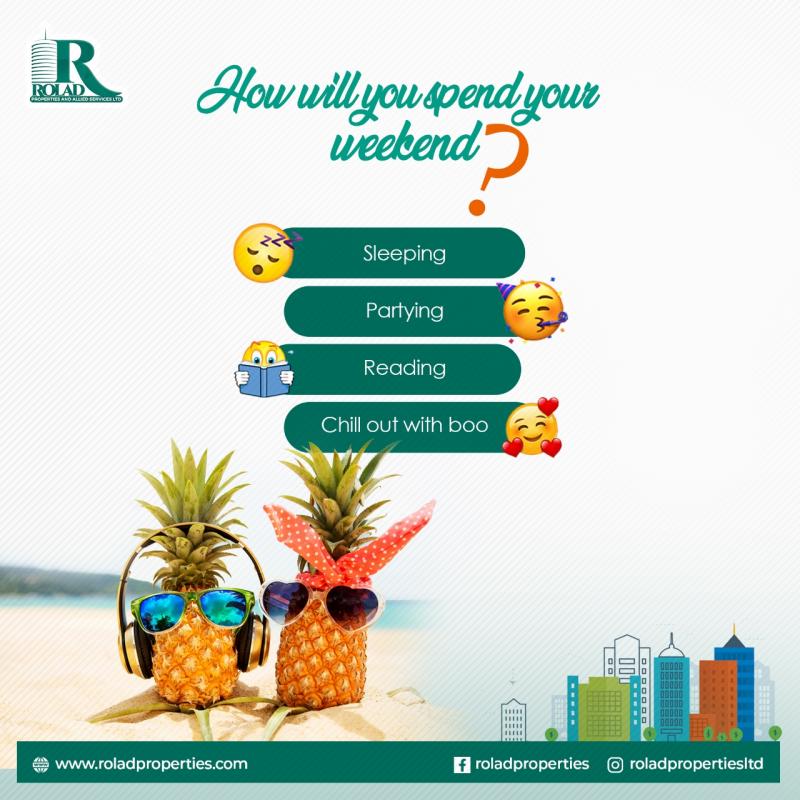 R
ROLAD
PROPERTIES AND ALLIED SERVICES LTD
How will you spend your
weekend?
zzz
Sleeping
Partying
Reading
Chill out with boo
www.roladproperties.com
roladproperties
roladpropertiesltd